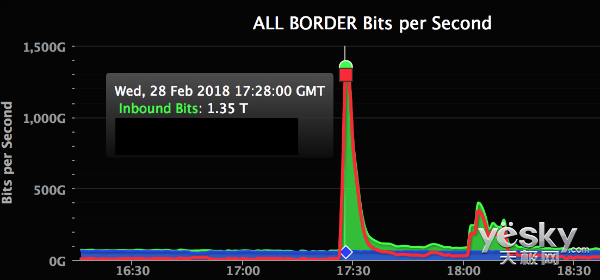 ALL BORDER Bits per Second
1,500G
Wed, 28 Feb 2018 17:28:00 GMT
Inbound Bits: 1.35 T
1,000G
Bits per Second
500G
0G
16:30
17:00
17:30
18:00
18:30
yesky
天极网